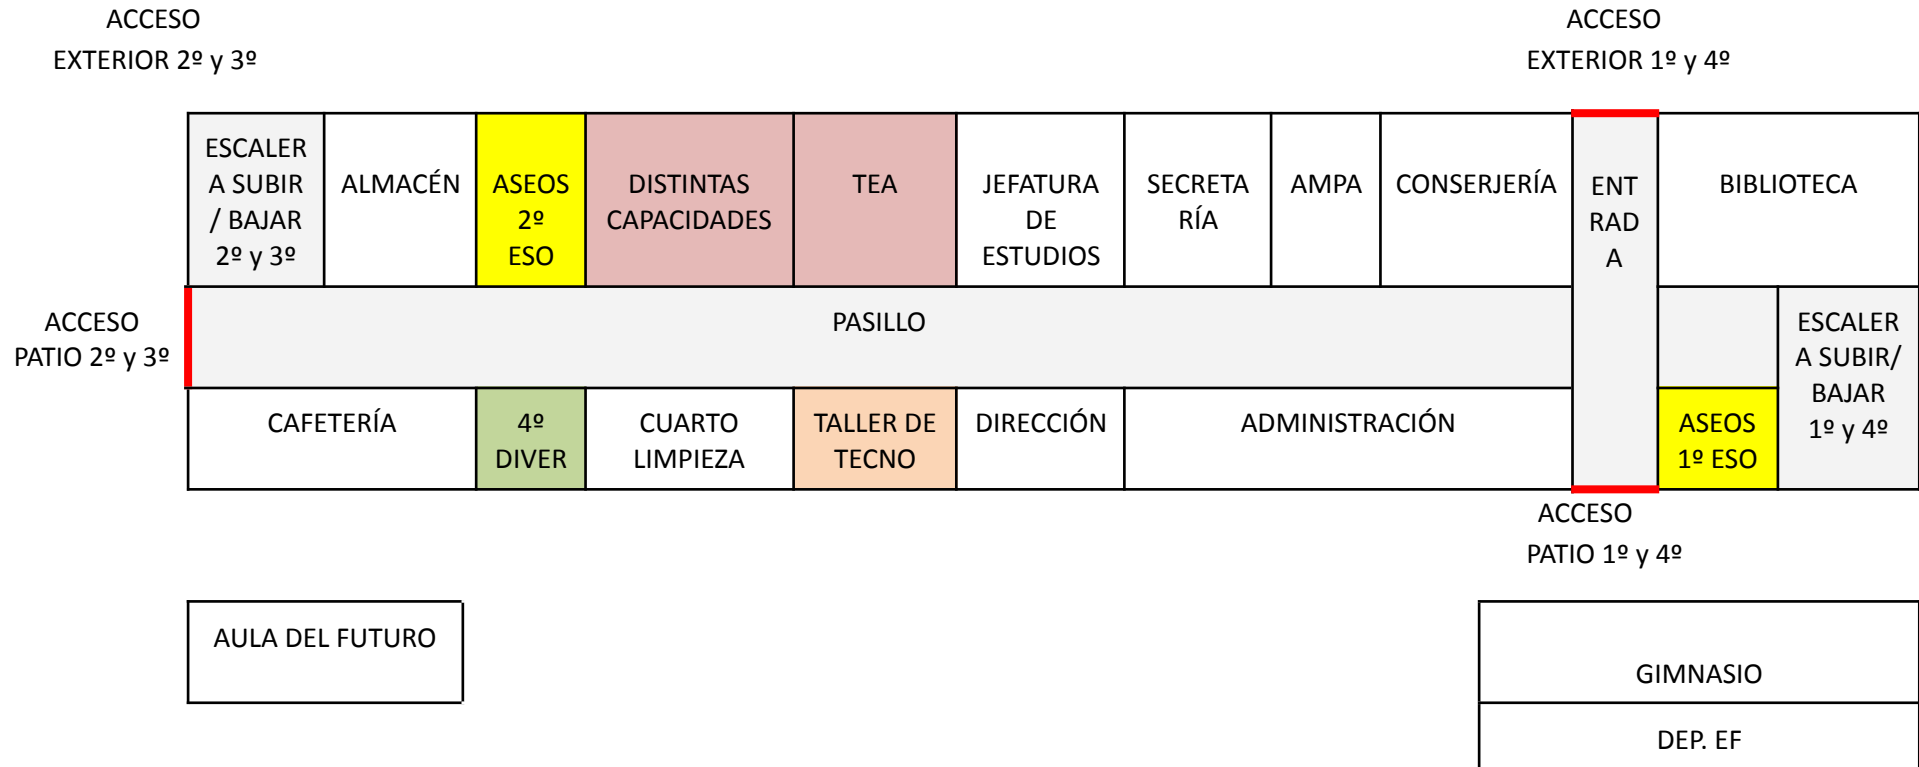 ACCESO
EXTERIOR 2º y 3º
ACCESO
EXTERIOR 1º y 4º
ESCALER
A SUBIR
/ BAJAR
2º y 3º
ALMACÉN
ASEOS
2º
ESO
DISTINTAS
CAPACIDADES
TEA
JEFATURA
DE
ESTUDIOS
SECRETA
RÍA
AMPA
CONSERJERÍA
ENT
RAD
A
BIBLIOTECA
ACCESO
PATIO 2º y 3º
PASILLO
ESCALER
A SUBIR/
BAJAR
1º y 4º
CAFETERÍA
4º
DIVER
CUARTO
LIMPIEZA
TALLER DE
TECNO
DIRECCIÓN
ADMINISTRACIÓN
ASEOS
1º ESO
ACCESO
PATIO 1º y 4º
AULA DEL FUTURO
GIMNASIO
DEP. EF